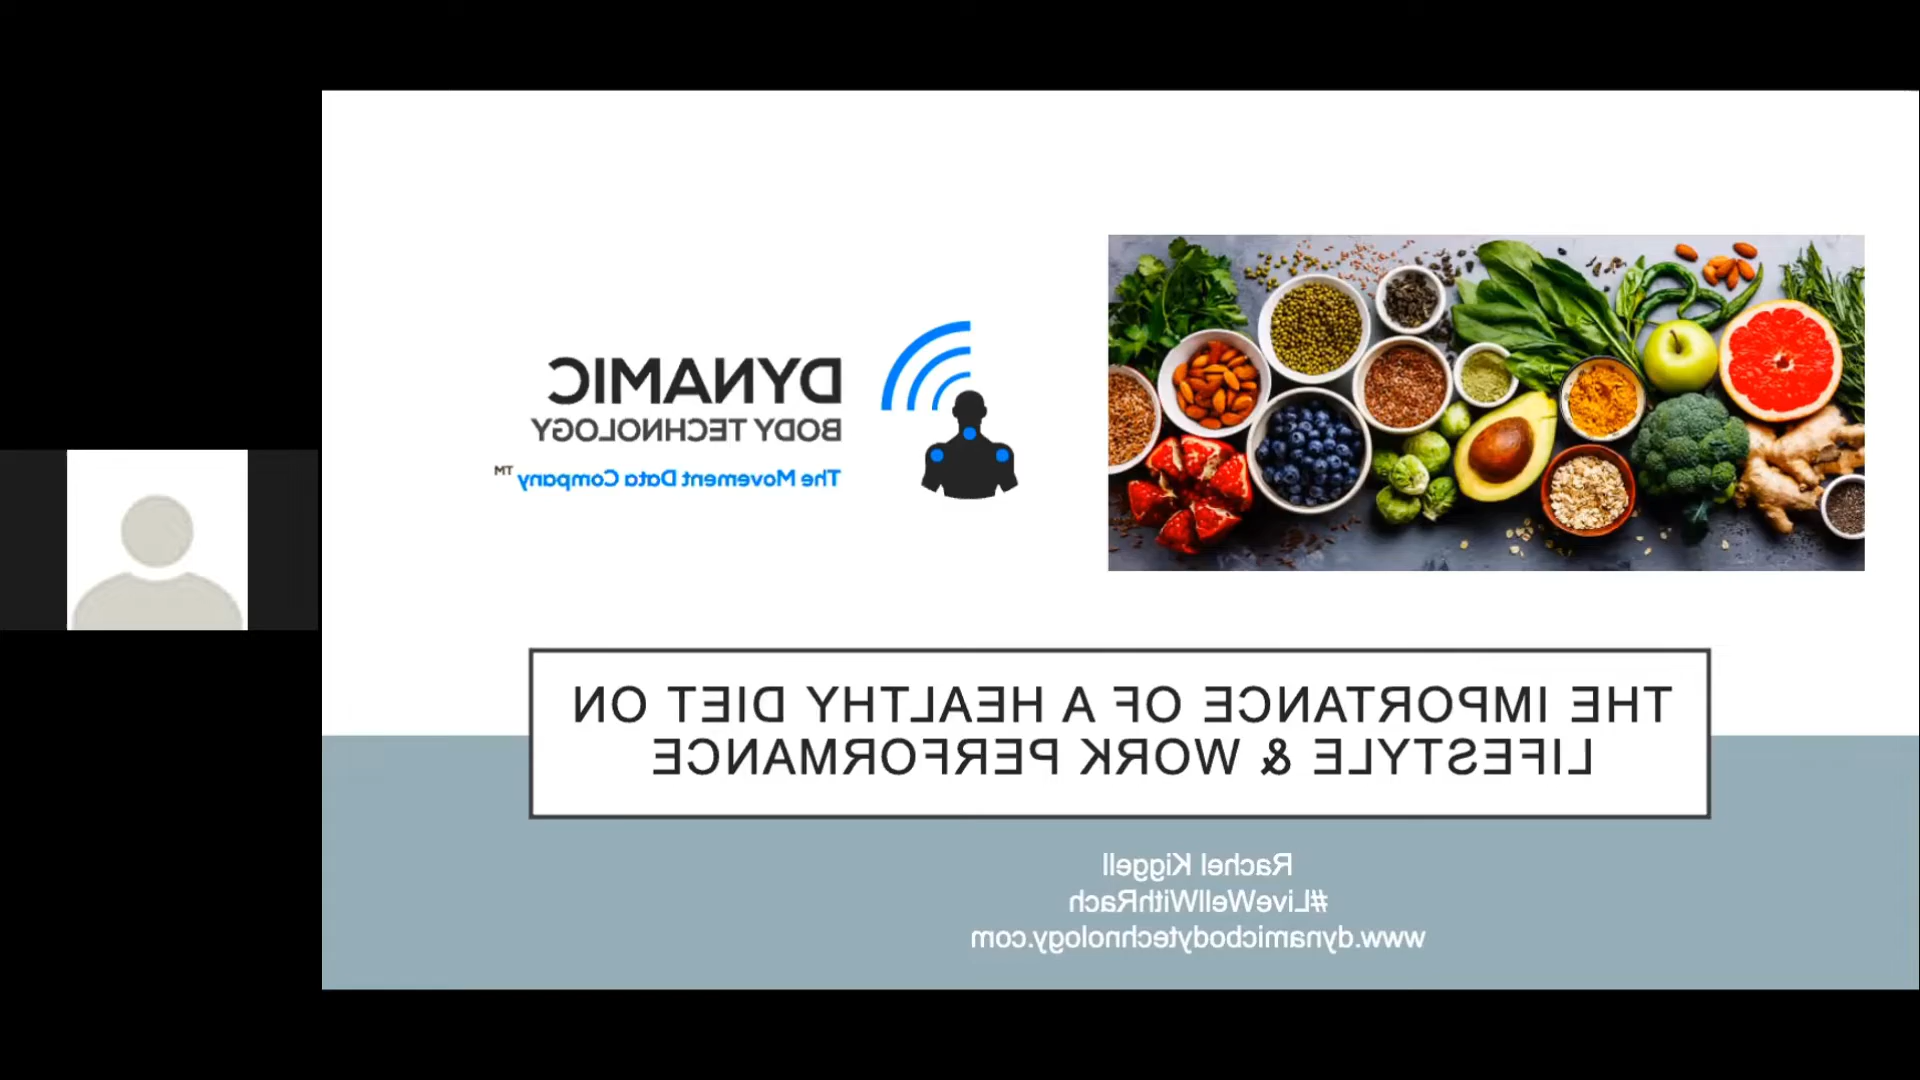 DYNAMIC
BODY TECHNOLOGY
The Movement Data Company™
THE IMPORTANCE OF A HEALTHY DIET ON
LIFESTYLE & WORK PERFORMANCE
Rachel Kiggell
#LiveWellWithRach
www.dynamicbodytechnology.com